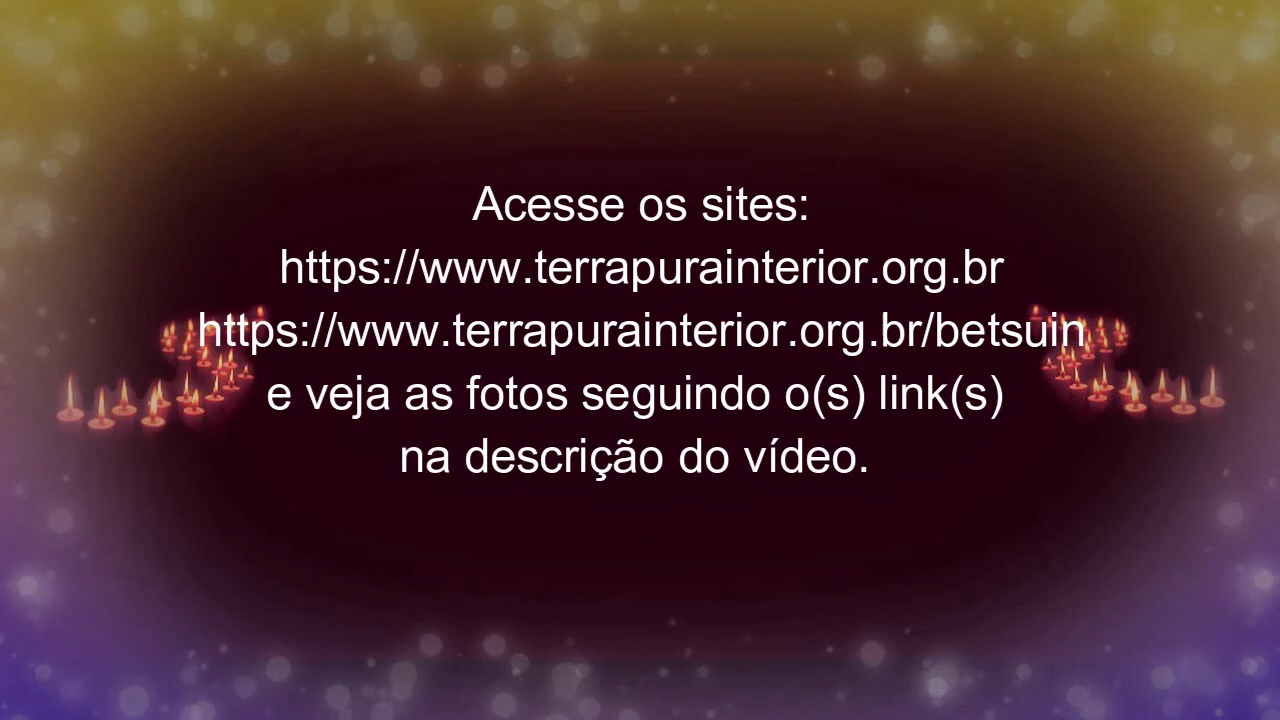 Acesse os sites:
https://www.terrapurainterior.org.br
https://www.terrapurainterior.org.br/betsuin
e veja as fotos seguindo o(s) link(s)
na descrição do vídeo.